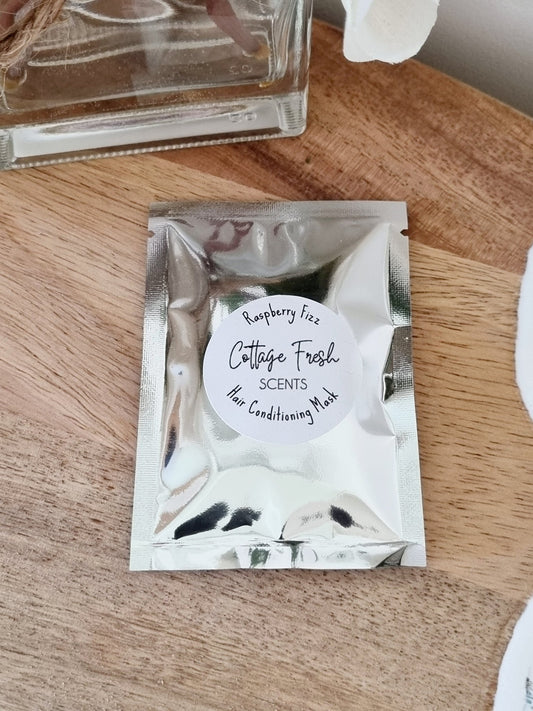 Raspberry Fizz
Cottage Fresh
SCENTS
Hair Conditioning Mask